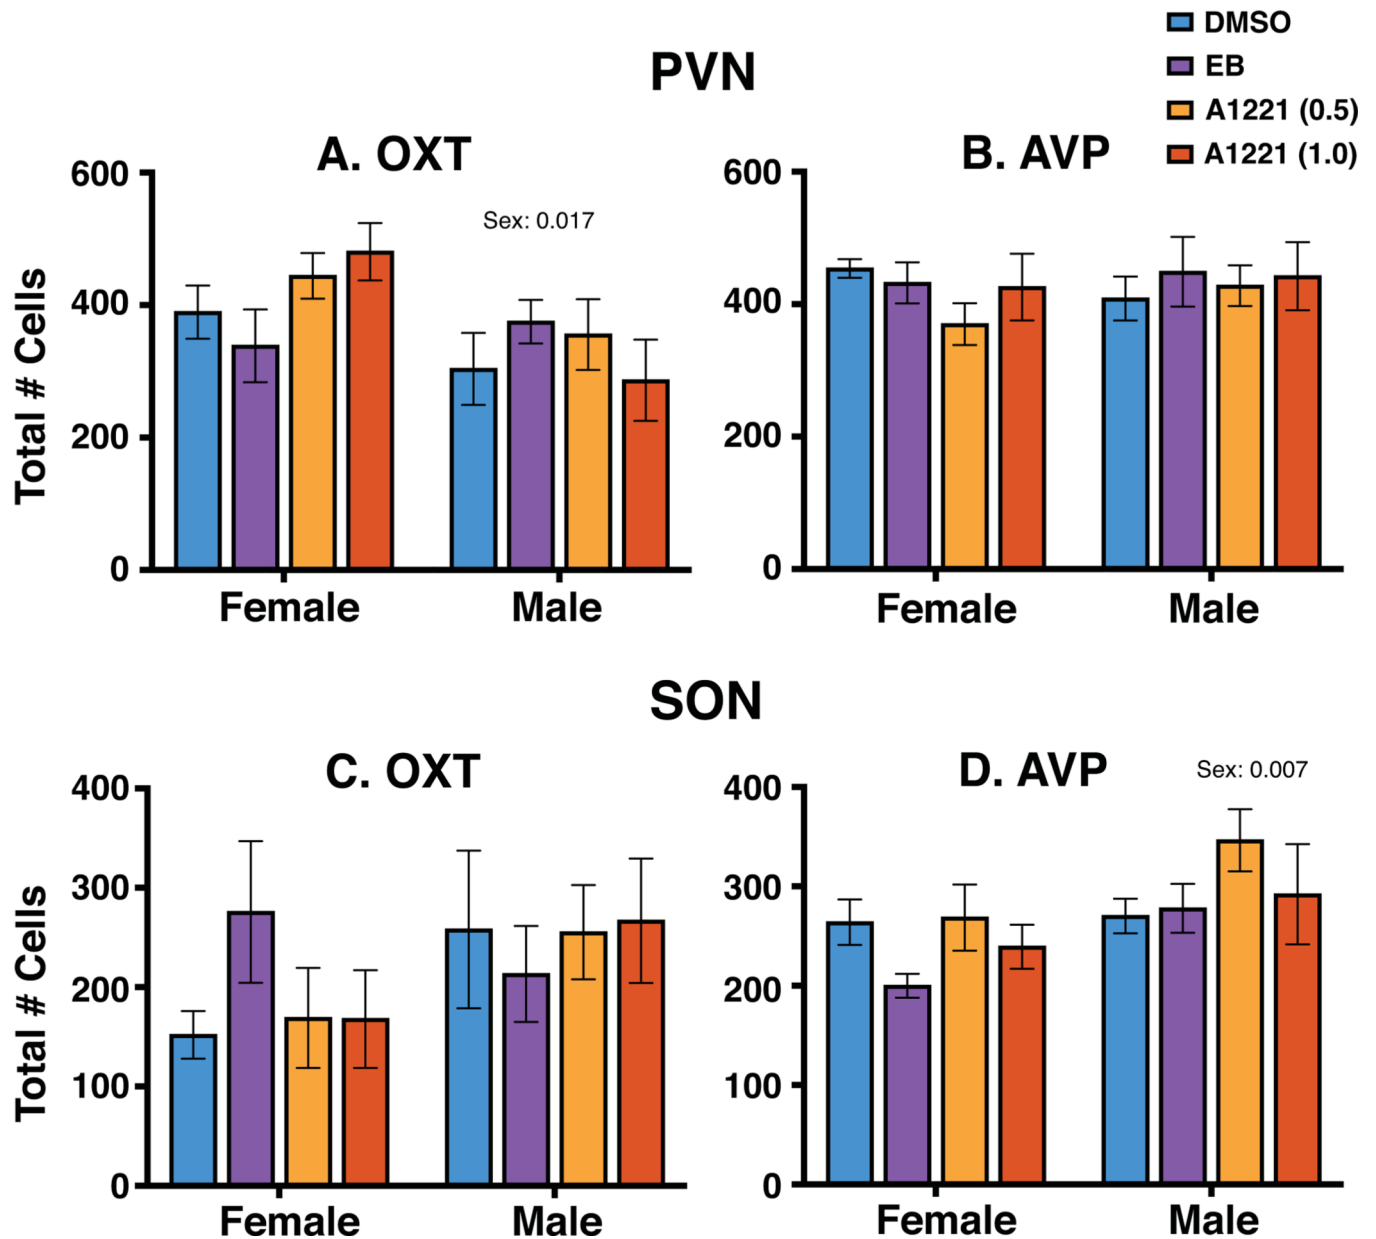 DMSO
EB
A1221 (0.5)
A1221 (1.0)
PVN
A. OXT
Sex: 0.017
600
400
200
0
Total # Cells
Female Male
B. AVP
600
400
200
0
Female Male
SON
C. OXT
400
300
200
100
0
Total # Cells
Female Male
D. AVP
Sex: 0.007
400
300
200
100
0
Female Male